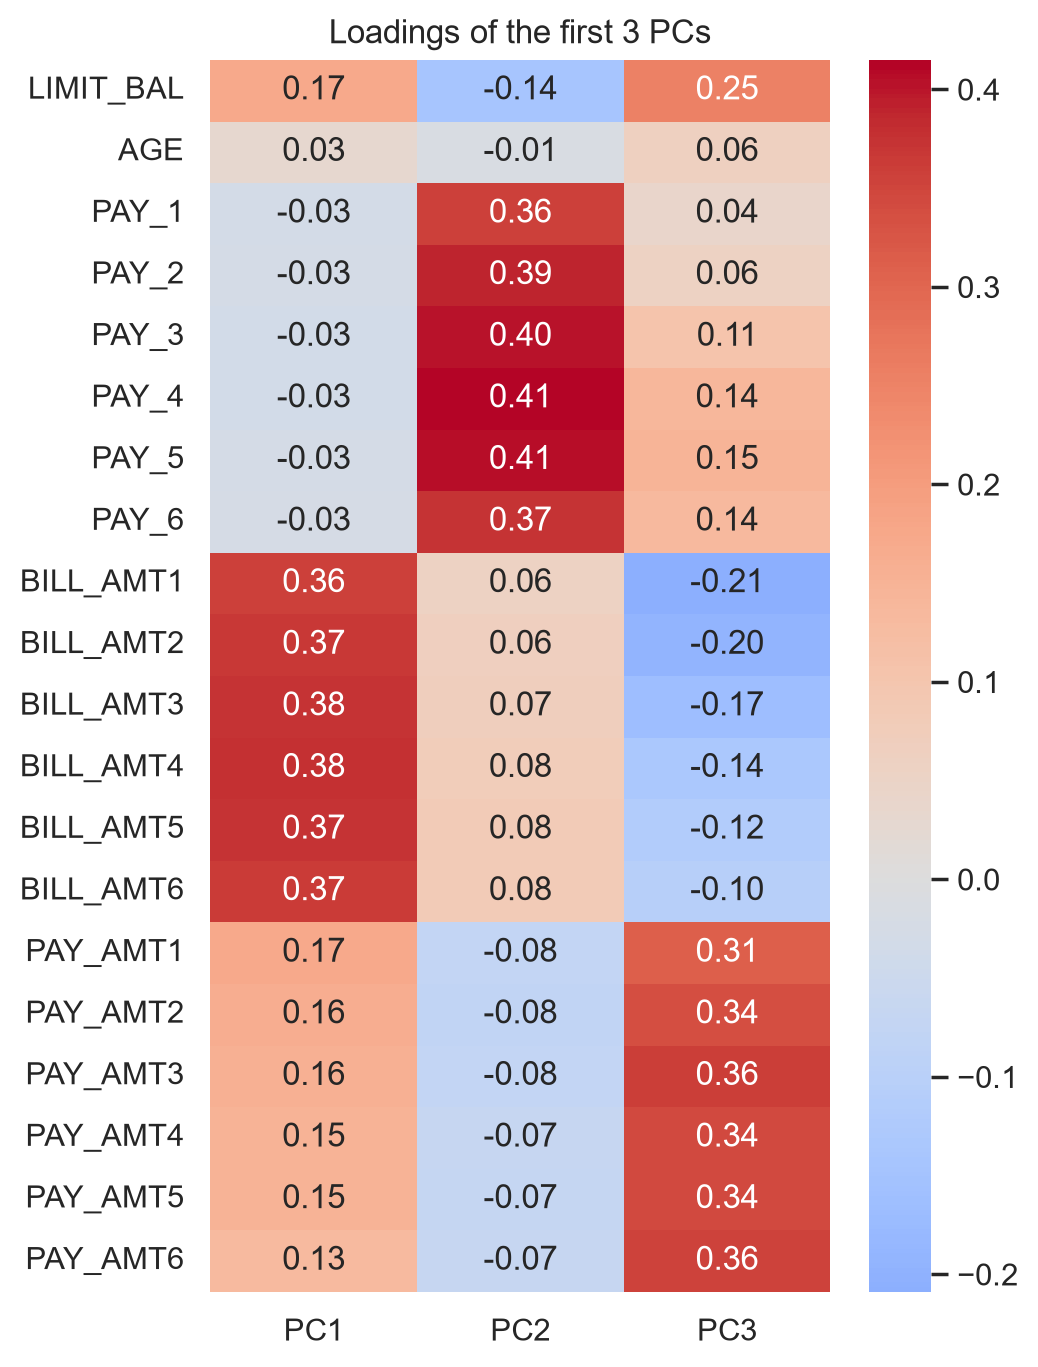 Loadings of the first 3 PCs
LIMIT_BAL 0.17 -0.14 0.25
AGE 0.03 -0.01 0.06
PAY_1 -0.03 0.36 0.04
PAY_2 -0.03 0.39 0.06
PAY_3 -0.03 0.40 0.11
PAY_4 -0.03 0.41 0.14
PAY_5 -0.03 0.41 0.15
PAY_6 -0.03 0.37 0.14
BILL_AMT1 0.36 0.06 -0.21
BILL_AMT2 0.37 0.06 -0.20
BILL_AMT3 0.38 0.07 -0.17
BILL_AMT4 0.38 0.08 -0.14
BILL_AMT5 0.37 0.08 -0.12
BILL_AMT6 0.37 0.08 -0.10
PAY_AMT1 0.17 -0.08 0.31
PAY_AMT2 0.16 -0.08 0.34
PAY_AMT3 0.16 -0.08 0.36
PAY_AMT4 0.15 -0.07 0.34
PAY_AMT5 0.15 -0.07 0.34
PAY_AMT6 0.13 -0.07 0.36
PC1 PC2 PC3
0.4
0.3
0.2
0.1
0.0
−0.1
−0.2